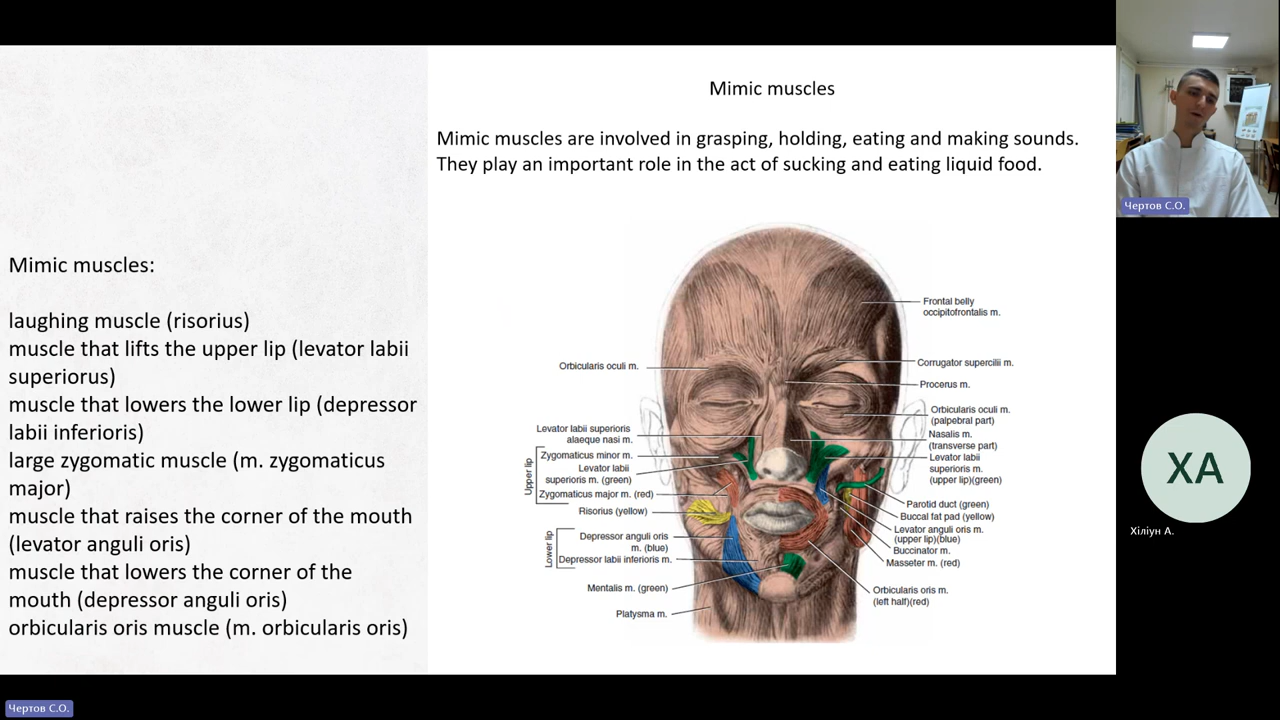 Mimic muscles
Mimic muscles are involved in grasping, holding, eating and making sounds.
They play an important role in the act of sucking and eating liquid food.
Mimic muscles:
laughing muscle (risorius)
muscle that lifts the upper lip (levator labii
superiorus)
muscle that lowers the lower lip (depressor
labii inferioris)
large zygomatic muscle (m. zygomaticus
major)
muscle that raises the corner of the mouth
(levator anguli oris)
muscle that lowers the corner of the
mouth (depressor anguli oris)
orbicularis oris muscle (m. orbicularis oris)
Orbicularis oculi m.
Levator labii superioris
alaeque nasi m.
Upper lip
Zygomaticus minor m.
Levator labii
superioris m. (green)
Zygomaticus major m. (red)
Risorius (yellow)
Lower lip
Depressor anguli oris
m. (blue)
Depressor labii inferioris m.
Mentalis m. (green)
Platysma m.
Frontal belly
occipitofrontalis m.
Corrugator supercilii m.
Procerus m.
Orbicularis oculi m.
(palpebral part)
Nasalis m.
(transverse part)
Levator labii
superioris m.
(upper lip)(green)
Parotid duct (green)
Buccal fat pad (yellow)
Levator anguli oris m.
(upper lip)(blue)
Buccinator m.
Masseter m. (red)
Orbicularis oris m.
(left half)(red)
Чертов С.О.
ХА
Хіліун А.
Чертов С.О.